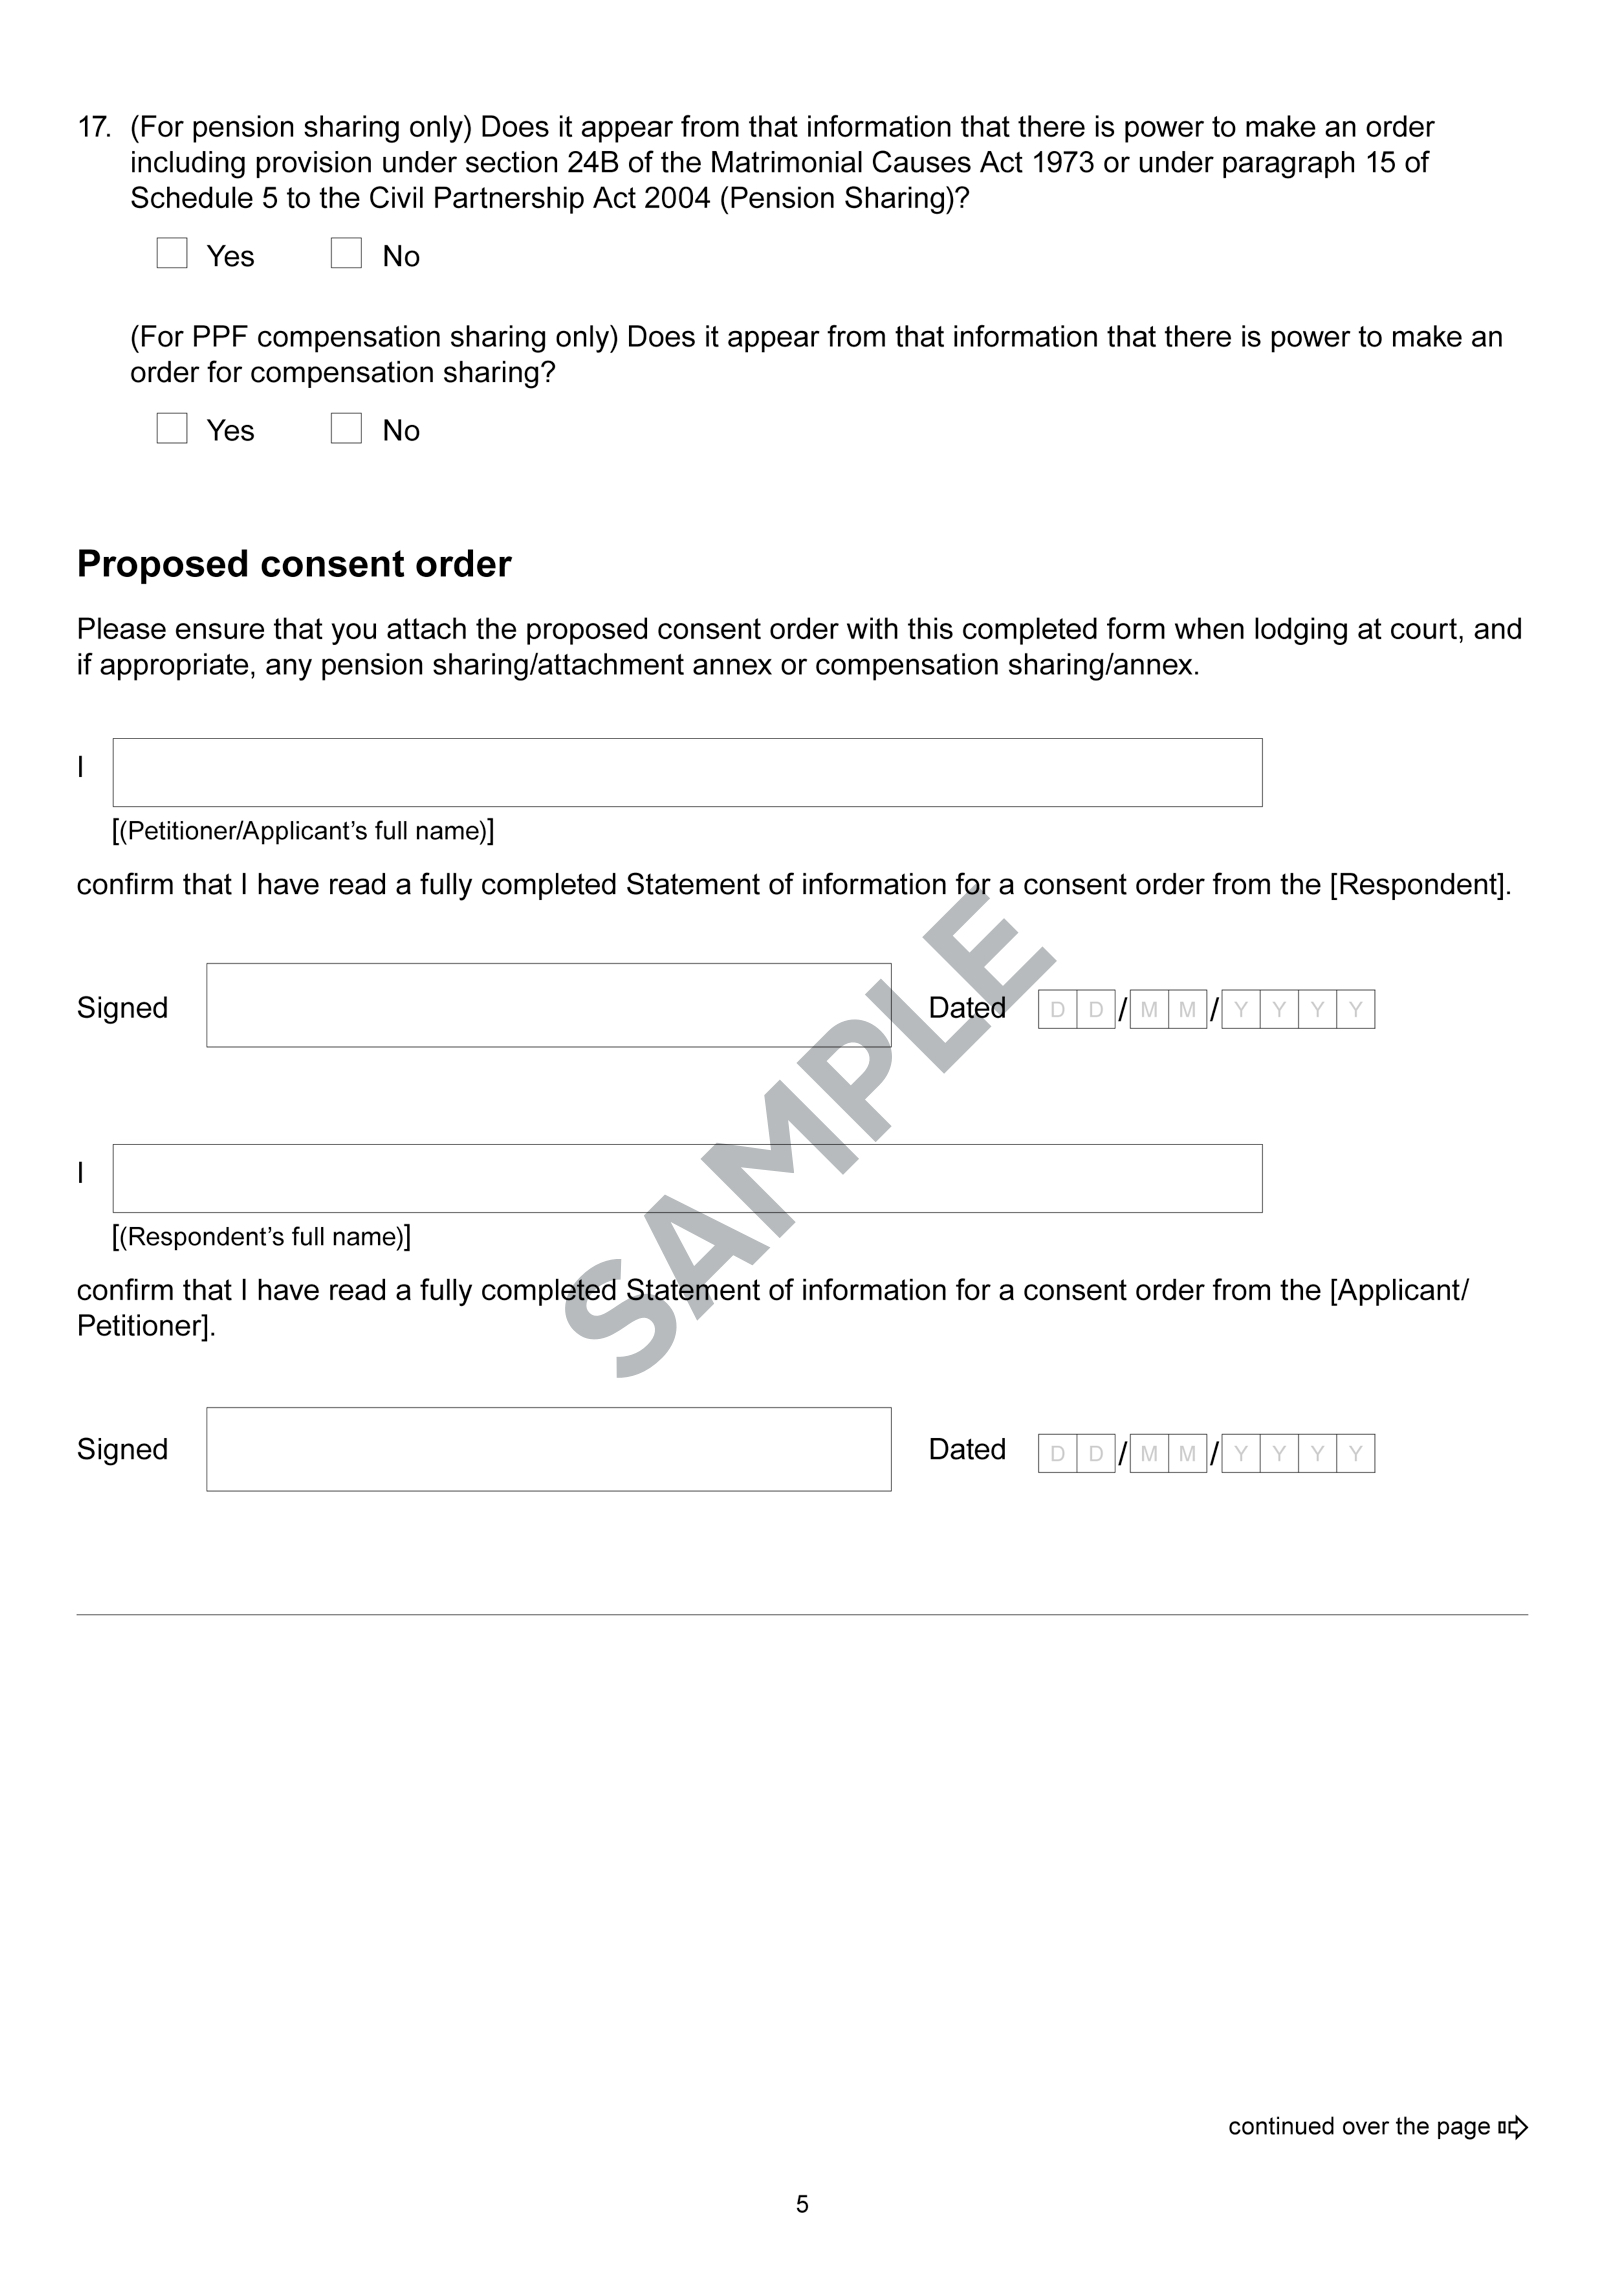 17. (For pension sharing only) Does it appear from that information that there is power to make an order
including provision under section 24B of the Matrimonial Causes Act 1973 or under paragraph 15 of
Schedule 5 to the Civil Partnership Act 2004 (Pension Sharing)?
Yes No
(For PPF compensation sharing only) Does it appear from that information that there is power to make an
order for compensation sharing?
Yes No
Proposed consent order
Please ensure that you attach the proposed consent order with this completed form when lodging at court, and
if appropriate, any pension sharing/attachment annex or compensation sharing/annex.
I
[(Petitioner/Applicant’s full name)]
confirm that I have read a fully completed Statement of information for a consent order from the [Respondent].
Signed Dated D D / M M / Y Y Y Y
SAMPLE
I
[(Respondent’s full name)]
confirm that I have read a fully completed Statement of information for a consent order from the [Applicant/
Petitioner].
Signed Dated D D / M M / Y Y Y Y
continued over the page
5